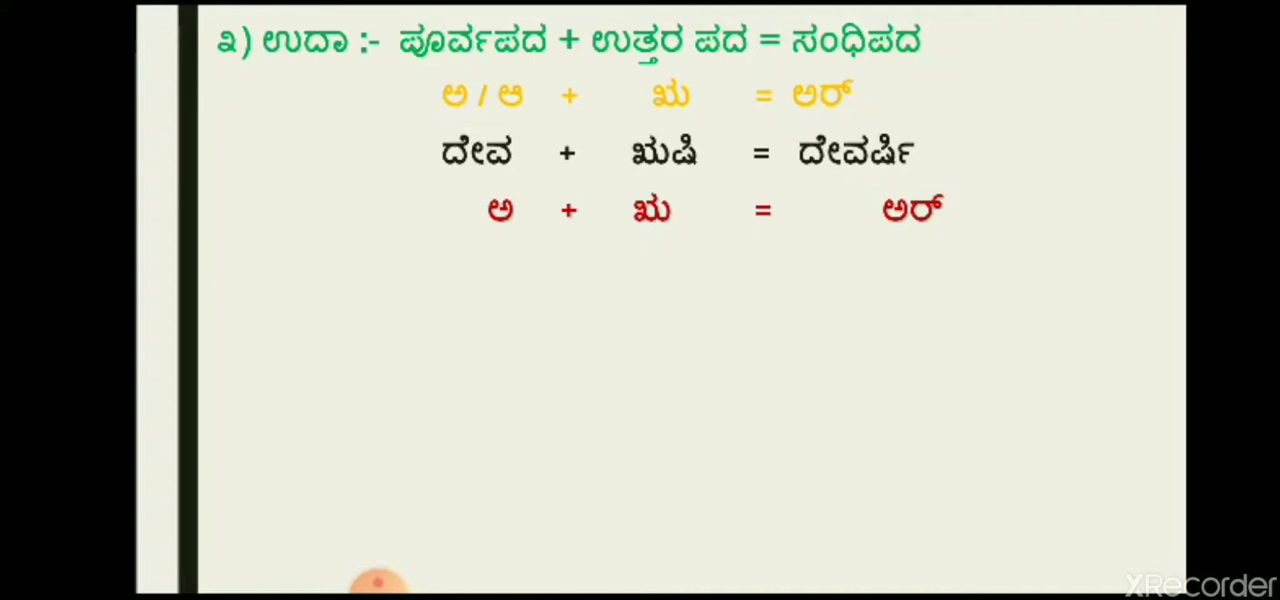 ೩) ಉದಾ :- ಪೂರ್ವಪದ + ಉತ್ತರ ಪದ = ಸಂಧಿಪದ
ಅ / ಆ + ಋ = ಅರ್
ದೇವ + ಋಷಿ = ದೇವರ್ಷಿ
ಅ + ಋ = ಅರ್
XRecorder